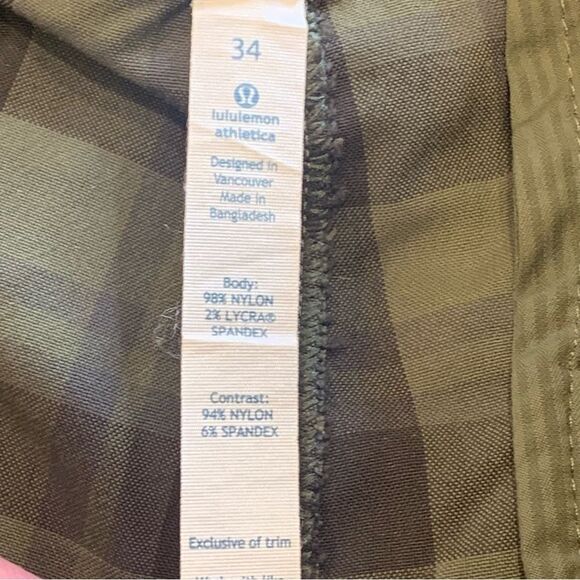 34
lululemon
athletica
Designed in
Vancouver
Made in
Bangladesh
Body:
98% NYLON
2% LYCRA®
SPANDEX
Contrast:
94% NYLON
6% SPANDEX
Exclusive of trim